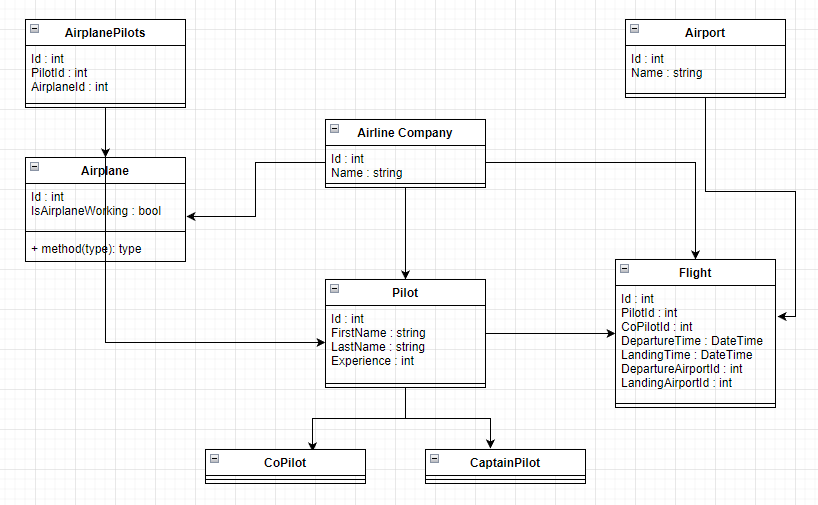 AirplanePilots
Id : int
PilotId : int
AirplaneId : int
Airport
Id : int
Name : string
Airline Company
Id : int
Name : string
Airplane
Id : int
IsAirplaneWorking : bool
+ method(type): type
Pilot
Id : int
FirstName : string
LastName : string
Experience : int
Flight
Id : int
PilotId : int
CoPilotId : int
DepartureTime : DateTime
LandingTime : DateTime
DepartureAirportId : int
LandingAirportId : int
CoPilot
CaptainPilot